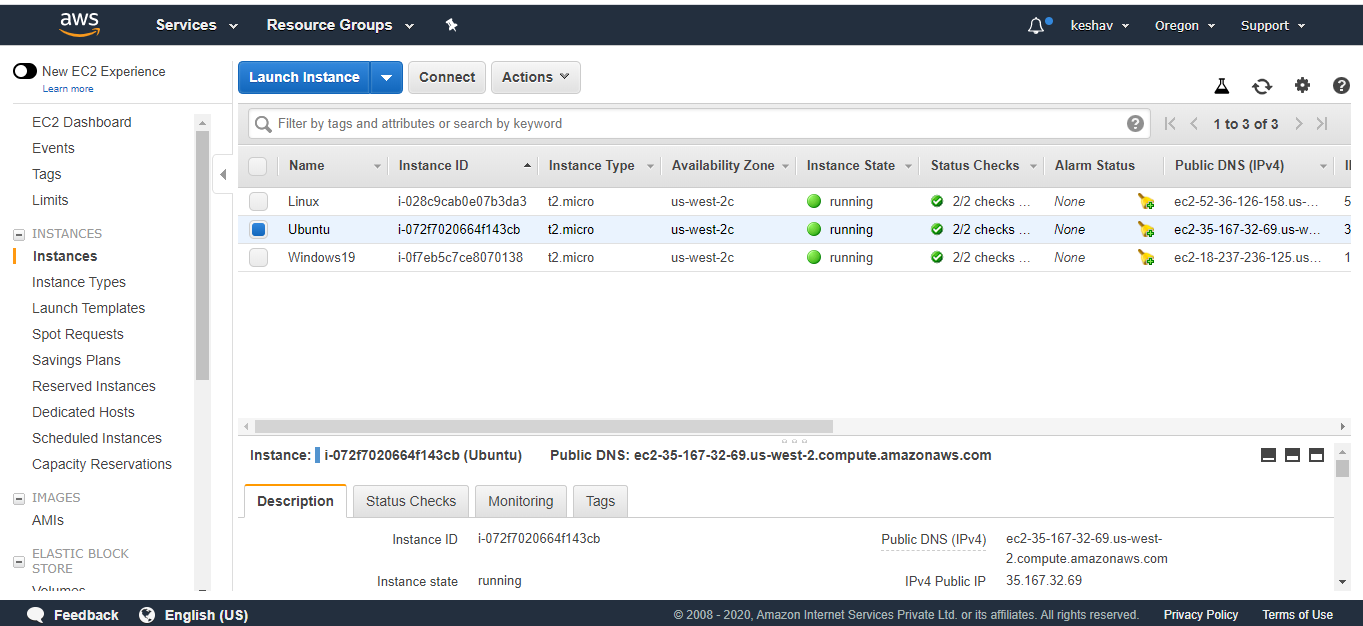 aws Services Resource Groups keshav Oregon Support
New EC2 Experience
Learn more
EC2 Dashboard
Events
Tags
Limits
INSTANCES
Instances
Instance Types
Launch Templates
Spot Requests
Savings Plans
Reserved Instances
Dedicated Hosts
Scheduled Instances
Capacity Reservations
IMAGES
AMIs
ELASTIC BLOCK
STORE
Volumes
Launch Instance Connect Actions
Filter by tags and attributes or search by keyword 1 to 3 of 3
Name Instance ID Instance Type Availability Zone Instance State Status Checks Alarm Status Public DNS (IPv4)
Linux i-028c9cab0e07b3da3 t2.micro us-west-2c running 2/2 checks ... None ec2-52-36-126-158.us-... 5
Ubuntu i-072f7020664f143cb t2.micro us-west-2c running 2/2 checks ... None ec2-35-167-32-69.us-w... 3
Windows19 i-0f7eb5c7ce8070138 t2.micro us-west-2c running 2/2 checks ... None ec2-18-237-236-125.us... 1
Instance: i-072f7020664f143cb (Ubuntu) Public DNS: ec2-35-167-32-69.us-west-2.compute.amazonaws.com
Description Status Checks Monitoring Tags
Instance ID i-072f7020664f143cb Public DNS (IPv4) ec2-35-167-32-69.us-west-
2.compute.amazonaws.com
Instance state running IPv4 Public IP 35.167.32.69
Feedback English (US) © 2008 - 2020, Amazon Internet Services Private Ltd. or its affiliates. All rights reserved. Privacy Policy Terms of Use